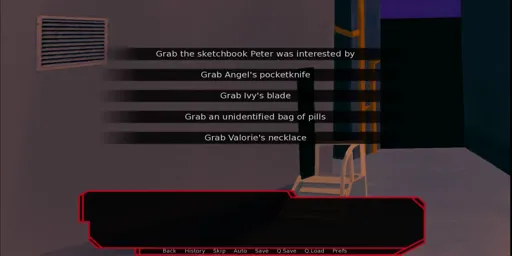 Grab the sketchbook Peter was interested by
Grab Angel's pocketknife
Grab Ivy's blade
Grab an unidentified bag of pills
Grab Valorie's necklace
Back History Skip Auto Save Q.Save Q.Load Prefs